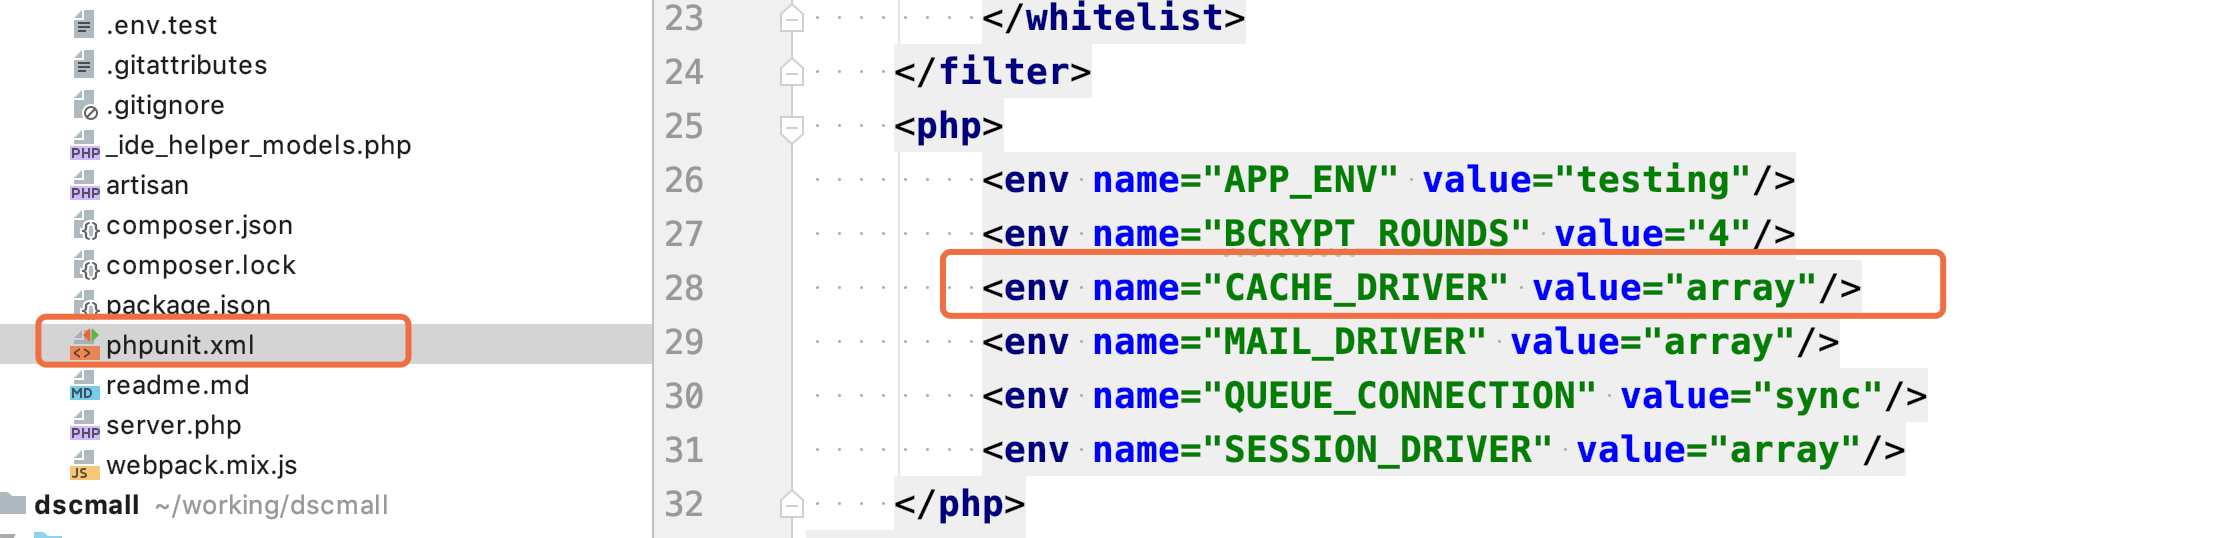 .env.test
.gitattributes
.gitignore
PHP _ide_helper_models.php
PHP artisan
{} composer.json
{} composer.lock
{} package.json
<> phpunit.xml
MD readme.md
PHP server.php
JS webpack.mix.js
dscmall ~/working/dscmall
23 </whitelist>
24 </filter>
25 <php>
26 <env name="APP_ENV" value="testing"/>
27 <env name="BCRYPT_ROUNDS" value="4"/>
28 <env name="CACHE_DRIVER" value="array"/>
29 <env name="MAIL_DRIVER" value="array"/>
30 <env name="QUEUE_CONNECTION" value="sync"/>
31 <env name="SESSION_DRIVER" value="array"/>
32 </php>